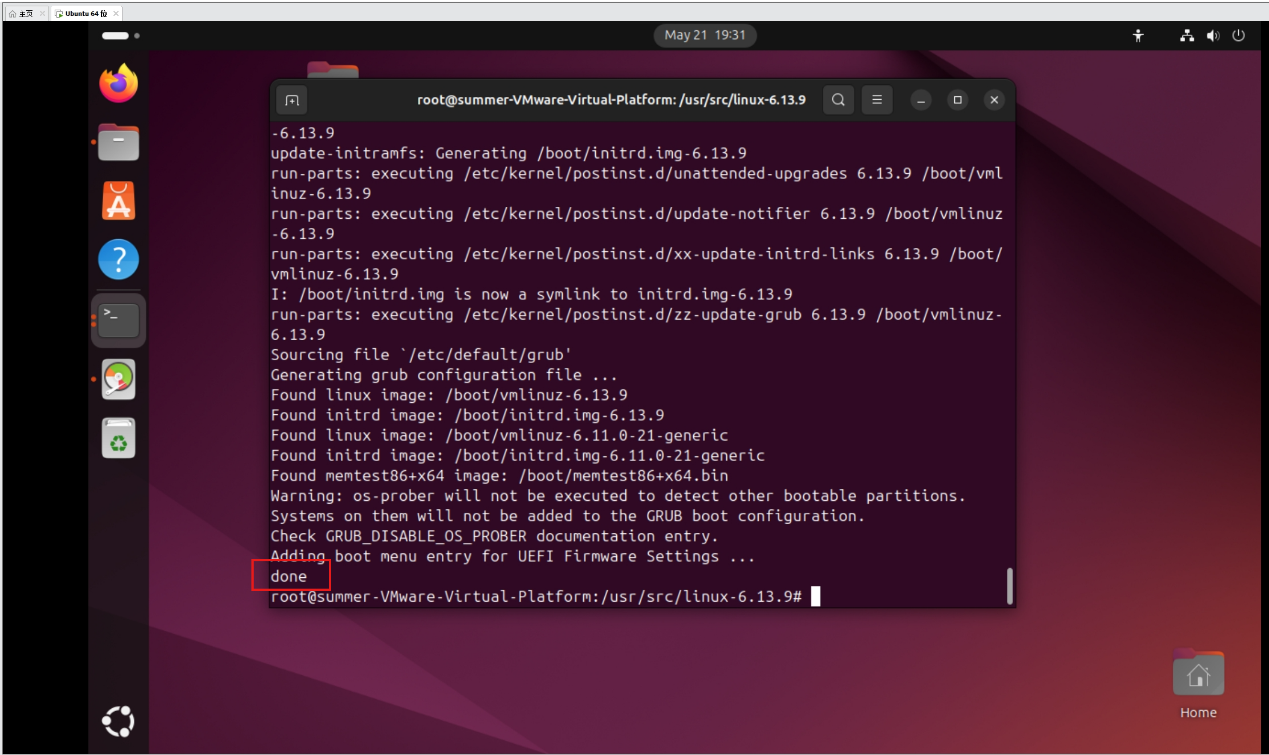 主页
Ubuntu 64 位
May 21 19:31
root@summer-VMware-Virtual-Platform: /usr/src/linux-6.13.9
-6.13.9
update-initramfs: Generating /boot/initrd.img-6.13.9
run-parts: executing /etc/kernel/postinst.d/unattended-upgrades 6.13.9 /boot/vml
inuz-6.13.9
run-parts: executing /etc/kernel/postinst.d/update-notifier 6.13.9 /boot/vmlinuz
-6.13.9
run-parts: executing /etc/kernel/postinst.d/xx-update-initrd-links 6.13.9 /boot/
vmlinuz-6.13.9
I: /boot/initrd.img is now a symlink to initrd.img-6.13.9
run-parts: executing /etc/kernel/postinst.d/zz-update-grub 6.13.9 /boot/vmlinuz-
6.13.9
Sourcing file `/etc/default/grub'
Generating grub configuration file ...
Found linux image: /boot/vmlinuz-6.13.9
Found initrd image: /boot/initrd.img-6.13.9
Found linux image: /boot/vmlinuz-6.11.0-21-generic
Found initrd image: /boot/initrd.img-6.11.0-21-generic
Found memtest86+x64 image: /boot/memtest86+x64.bin
Warning: os-prober will not be executed to detect other bootable partitions.
Systems on them will not be added to the GRUB boot configuration.
Check GRUB_DISABLE_OS_PROBER documentation entry.
Adding boot menu entry for UEFI Firmware Settings ...
done
root@summer-VMware-Virtual-Platform:/usr/src/linux-6.13.9#
Home